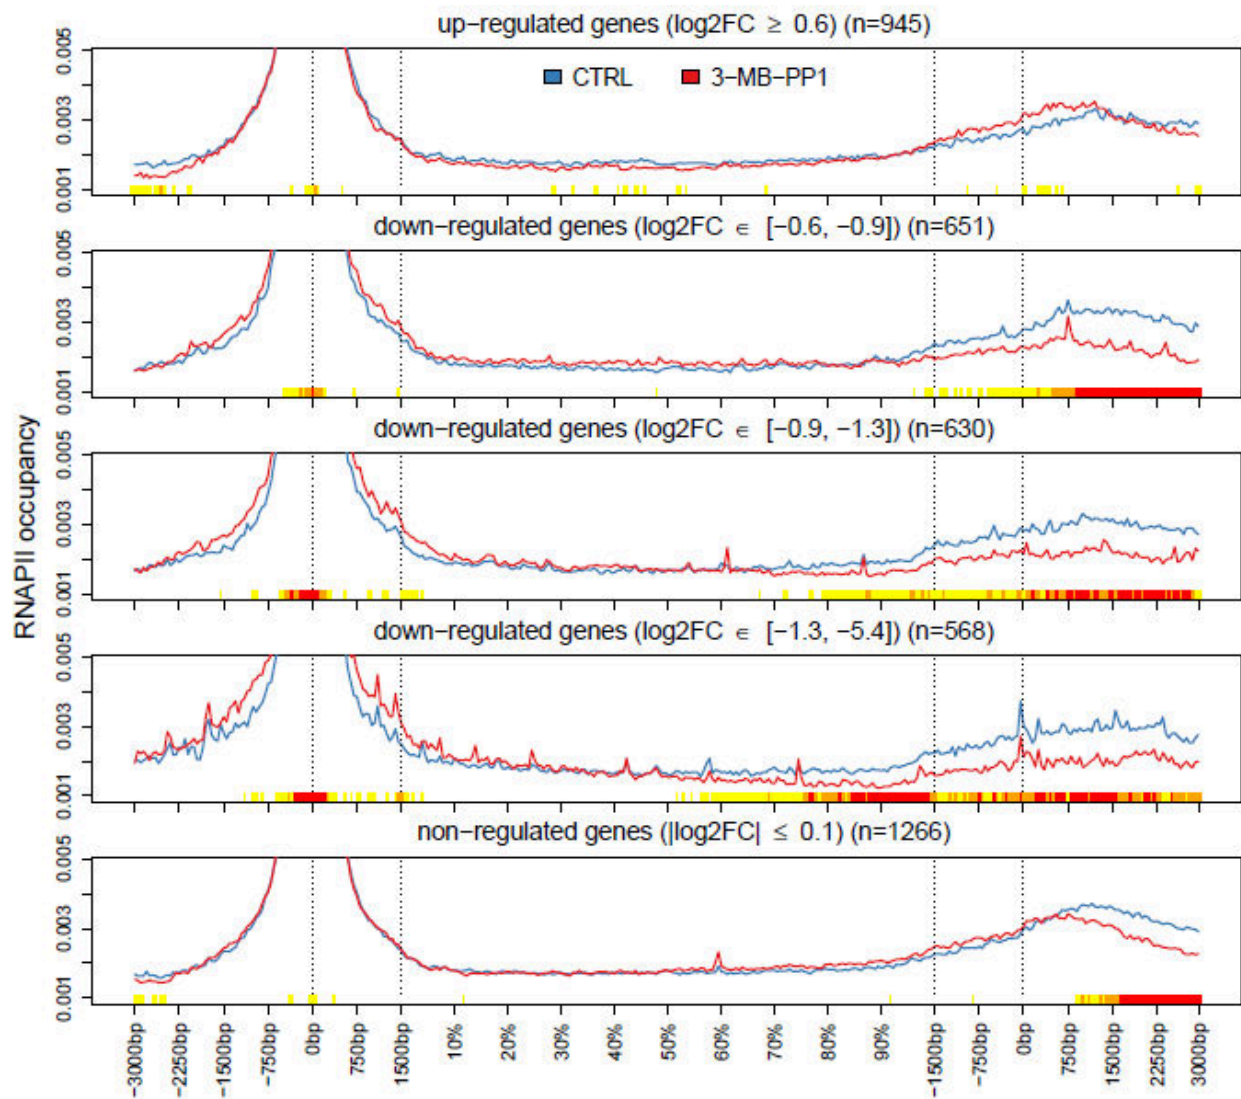 up−regulated genes (log2FC ≥ 0.6) (n=945)
CTRL 3−MB−PP1
0.001 0.003 0.005
down−regulated genes (log2FC ∈ [−0.6, −0.9]) (n=651)
0.001 0.003 0.005
down−regulated genes (log2FC ∈ [−0.9, −1.3]) (n=630)
0.001 0.003 0.005
RNAPII occupancy
down−regulated genes (log2FC ∈ [−1.3, −5.4]) (n=568)
0.001 0.003 0.005
non−regulated genes (|log2FC| ≤ 0.1) (n=1266)
0.001 0.003 0.005
−3000bp −2250bp −1500bp −750bp 0bp 750bp 1500bp 10% 20% 30% 40% 50% 60% 70% 80% 90% −1500bp −750bp 0bp 750bp 1500bp 2250bp 3000bp